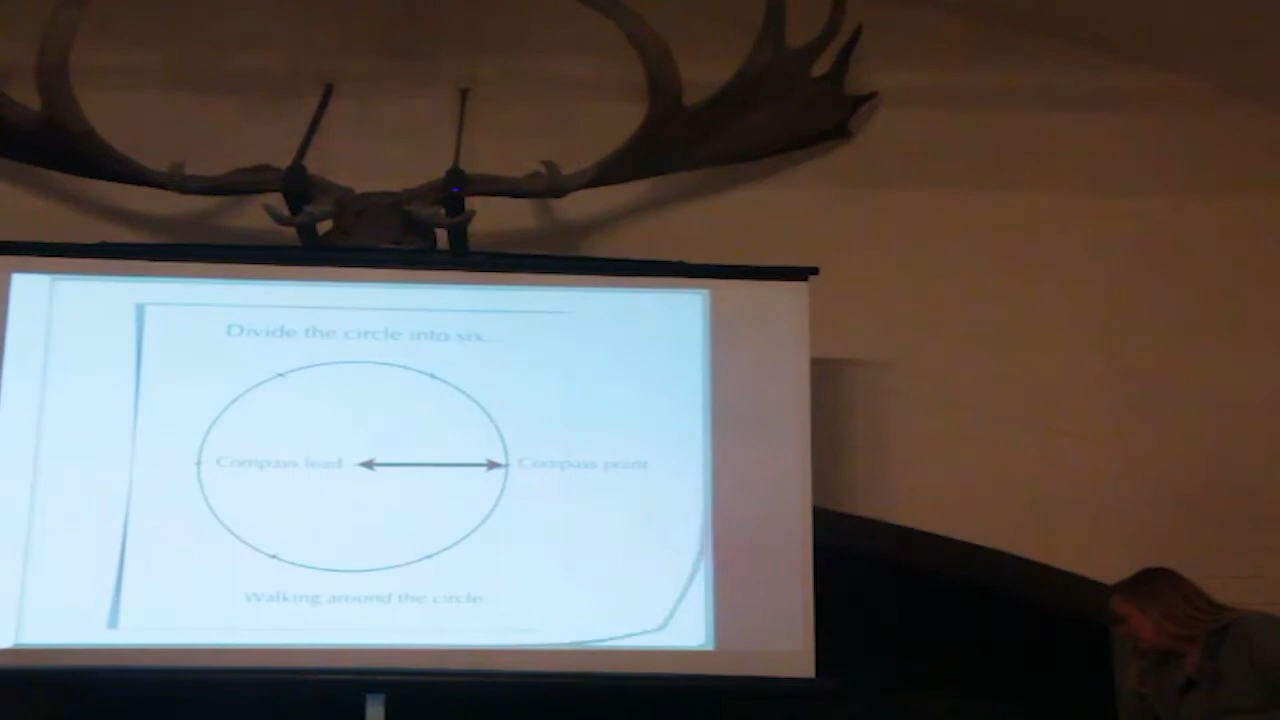 Divide the circle into six...
Compass lead
Compass point
Walking around the circle...